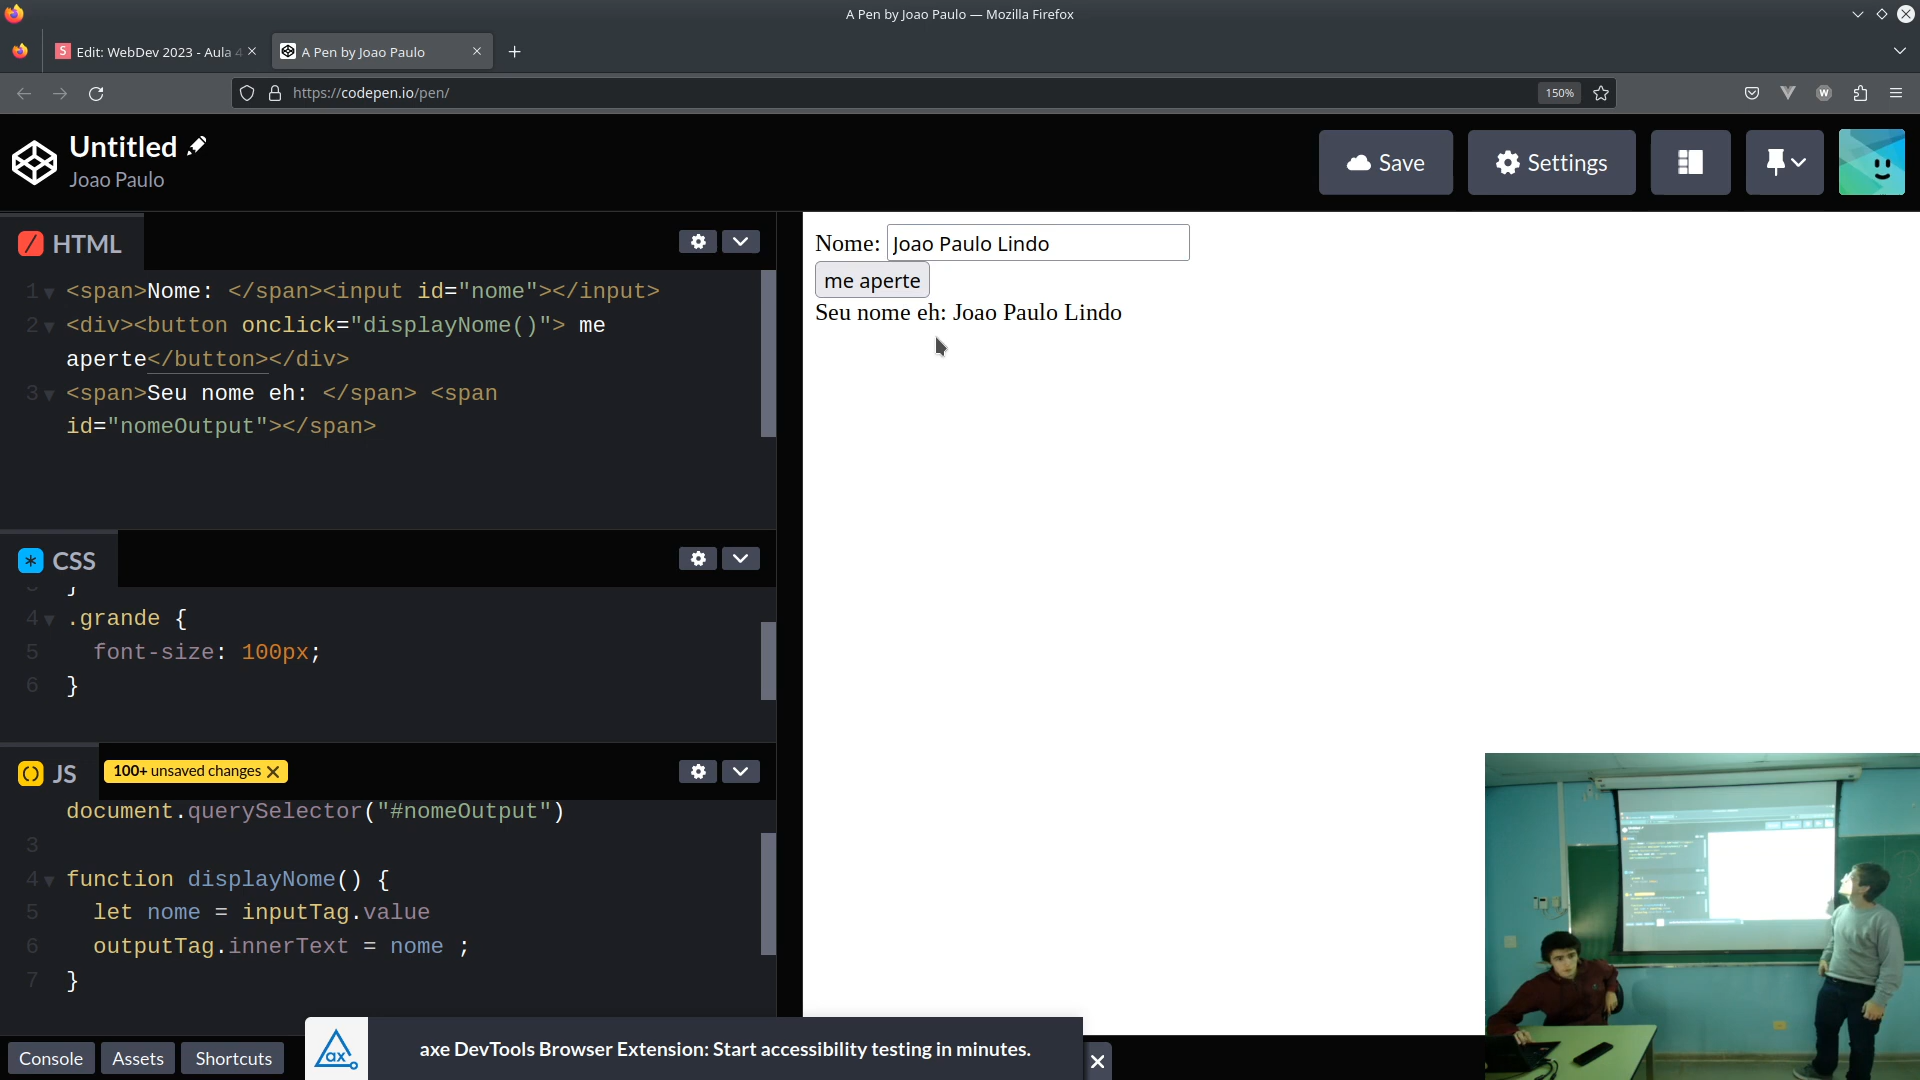 A Pen by Joao Paulo — Mozilla Firefox
Edit: WebDev 2023 - Aula 4
A Pen by Joao Paulo
https://codepen.io/pen/
150%
Untitled
Joao Paulo
Save
Settings
HTML
1 <span>Nome: </span><input id="nome"></input>
2 <div><button onclick="displayNome()"> me
aperte</button></div>
3 <span>Seu nome eh: </span> <span
id="nomeOutput"></span>
CSS
}
4 .grande {
5 font-size: 100px;
6 }
JS
100+ unsaved changes
document.querySelector("#nomeOutput")
3
4 function displayNome() {
5 let nome = inputTag.value
6 outputTag.innerText = nome ;
7 }
Nome: Joao Paulo Lindo
me aperte
Seu nome eh: Joao Paulo Lindo
Console
Assets
Shortcuts
ax
axe DevTools Browser Extension: Start accessibility testing in minutes.